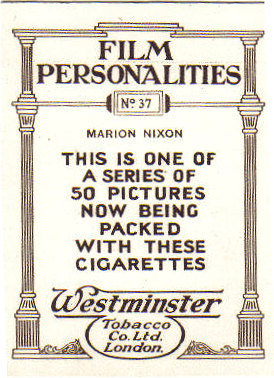 FILM
PERSONALITIES
No 37
MARION NIXON
THIS IS ONE OF
A SERIES OF
50 PICTURES
NOW BEING
PACKED
WITH THESE
CIGARETTES
Westminster
Tobacco
Co. Ltd.
London.